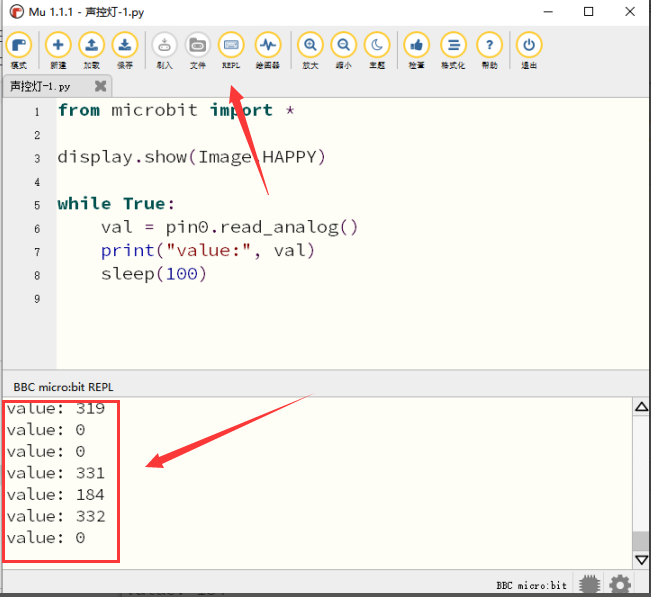 Mu 1.1.1 - 声控灯-1.py
模式 新建 加载 保存 刷入 文件 REPL 绘图器 放大 缩小 主题 检查 格式化 帮助 退出
声控灯-1.py
1 from microbit import *
2
3 display.show(Image.HAPPY)
4
5 while True:
6 val = pin0.read_analog()
7 print("value:", val)
8 sleep(100)
9
BBC micro:bit REPL
value: 319
value: 0
value: 0
value: 331
value: 184
value: 332
value: 0
BBC micro:bit